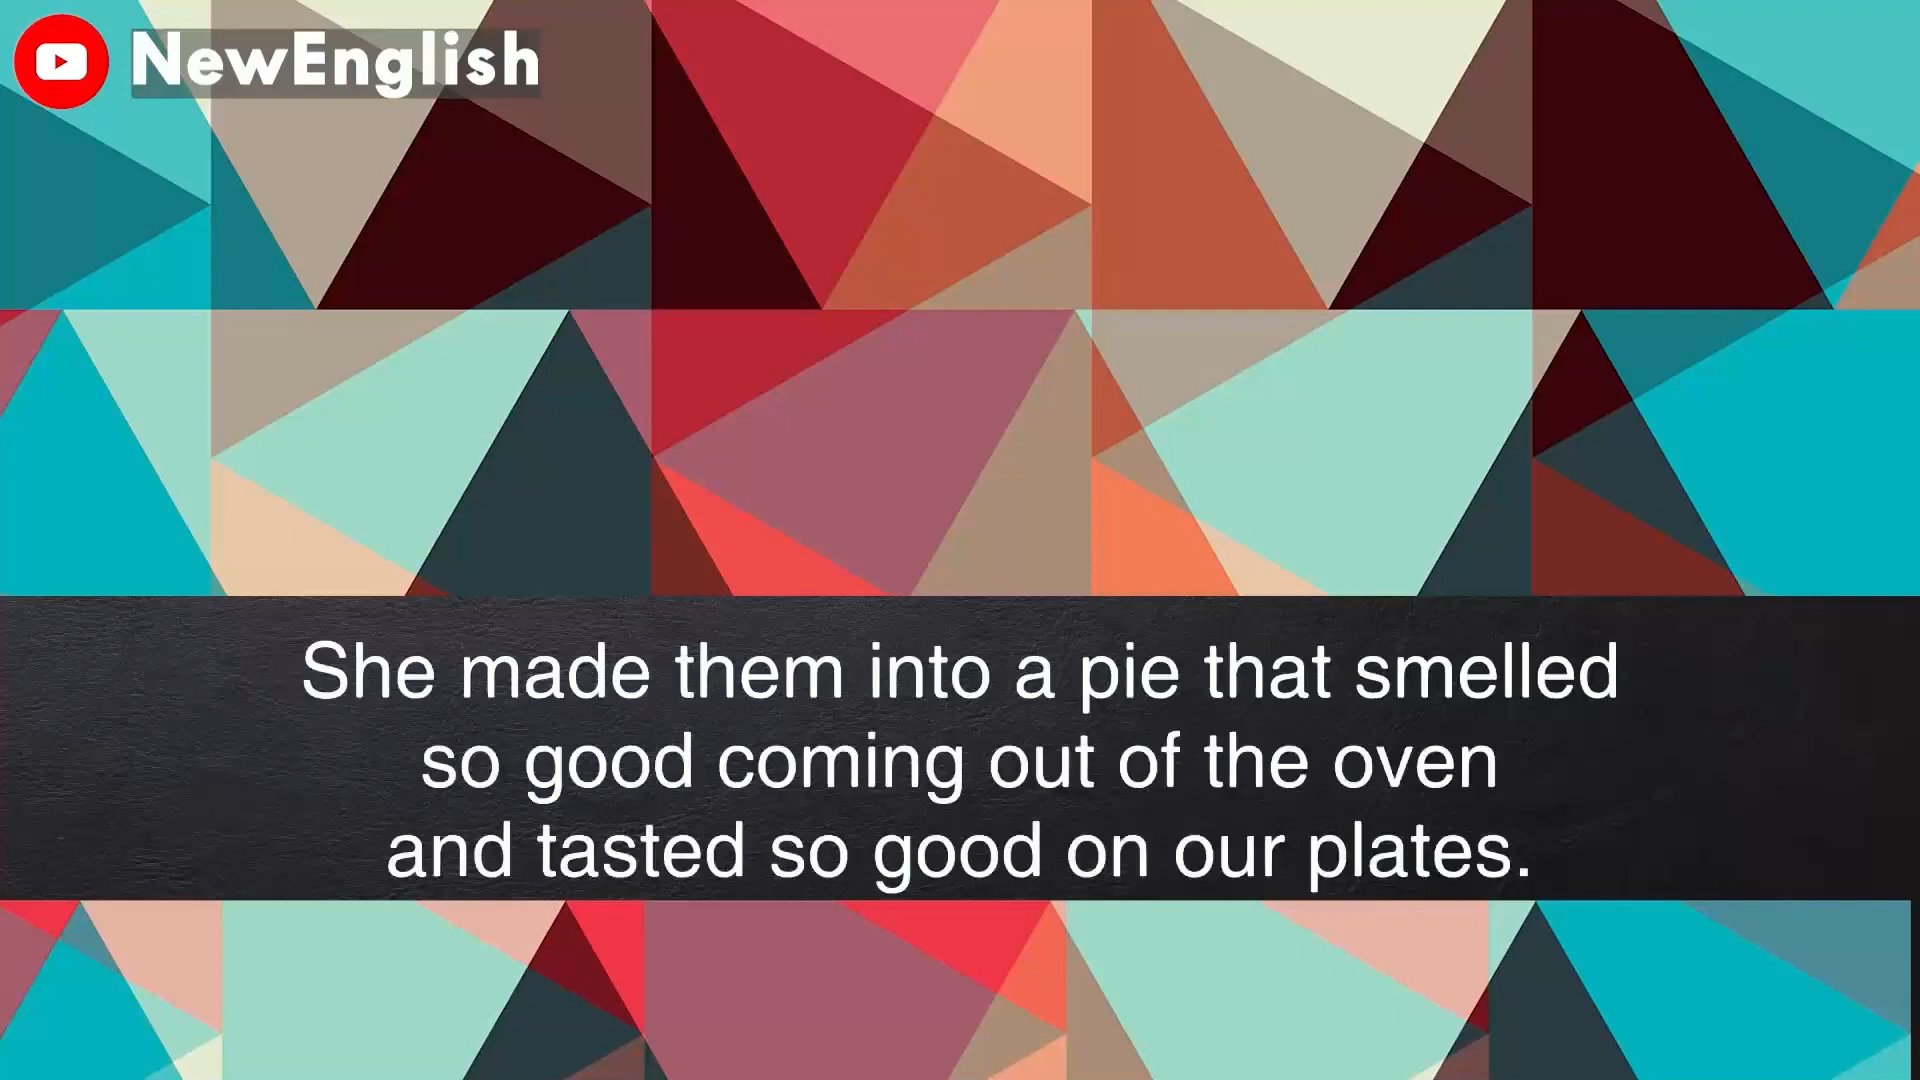 NewEnglish
She made them into a pie that smelled
so good coming out of the oven
and tasted so good on our plates.